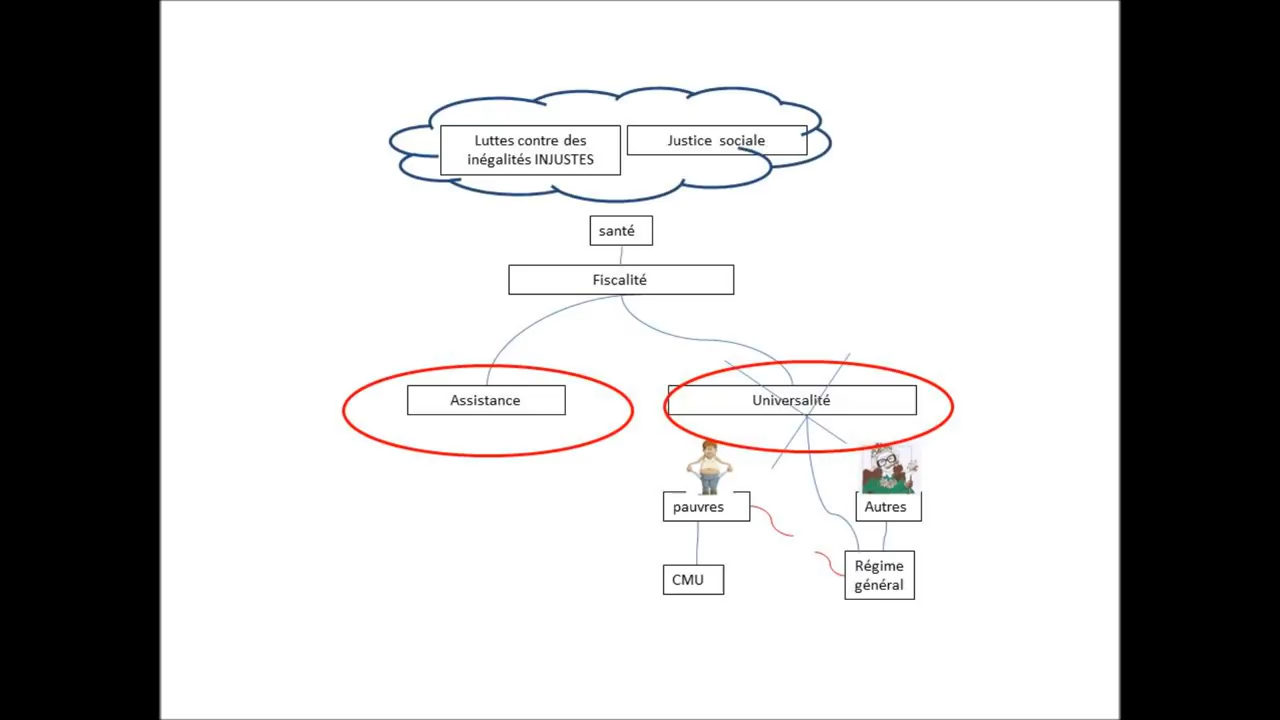 Luttes contre des
inégalités INJUSTES
Justice sociale
santé
Fiscalité
Assistance
Universalité
pauvres
Autres
CMU
Régime
général